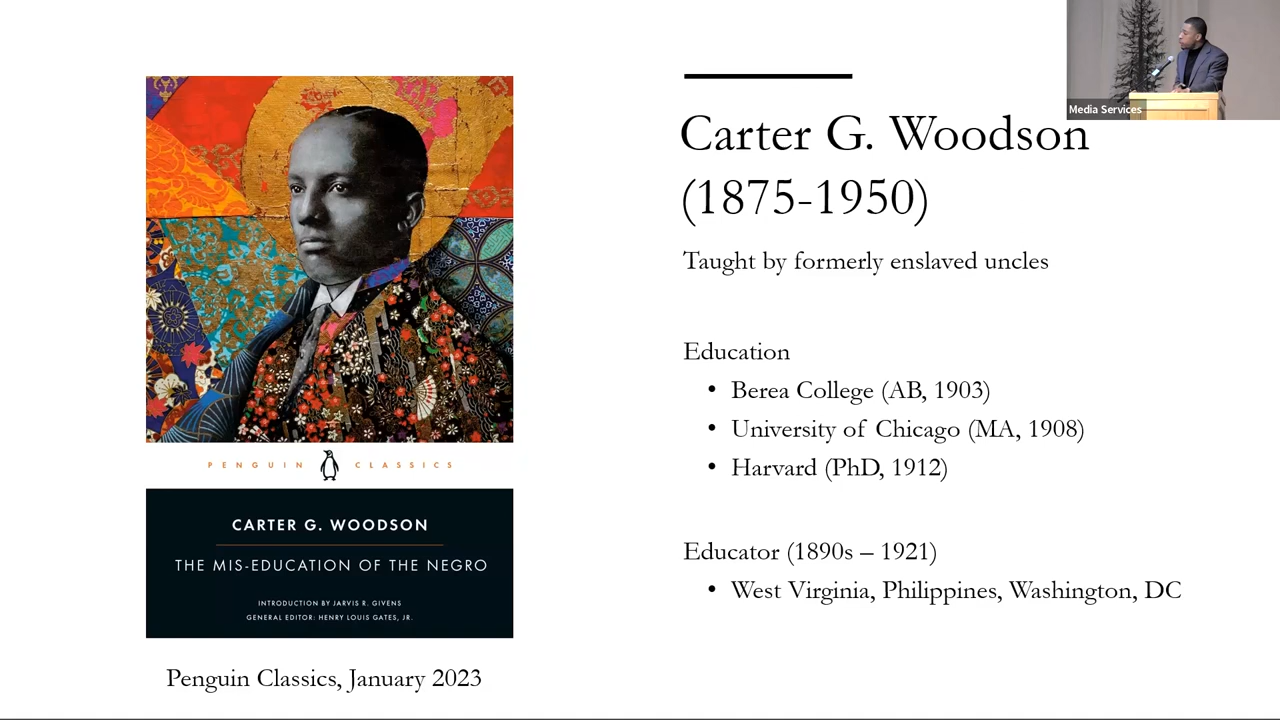 Media Services
Carter G. Woodson
(1875-1950)
Taught by formerly enslaved uncles
Education
• Berea College (AB, 1903)
• University of Chicago (MA, 1908)
• Harvard (PhD, 1912)
Educator (1890s – 1921)
• West Virginia, Philippines, Washington, DC
PENGUIN CLASSICS
CARTER G. WOODSON
THE MIS-EDUCATION OF THE NEGRO
INTRODUCTION BY JARVIS R. GIVENS
GENERAL EDITOR: HENRY LOUIS GATES, JR.
Penguin Classics, January 2023